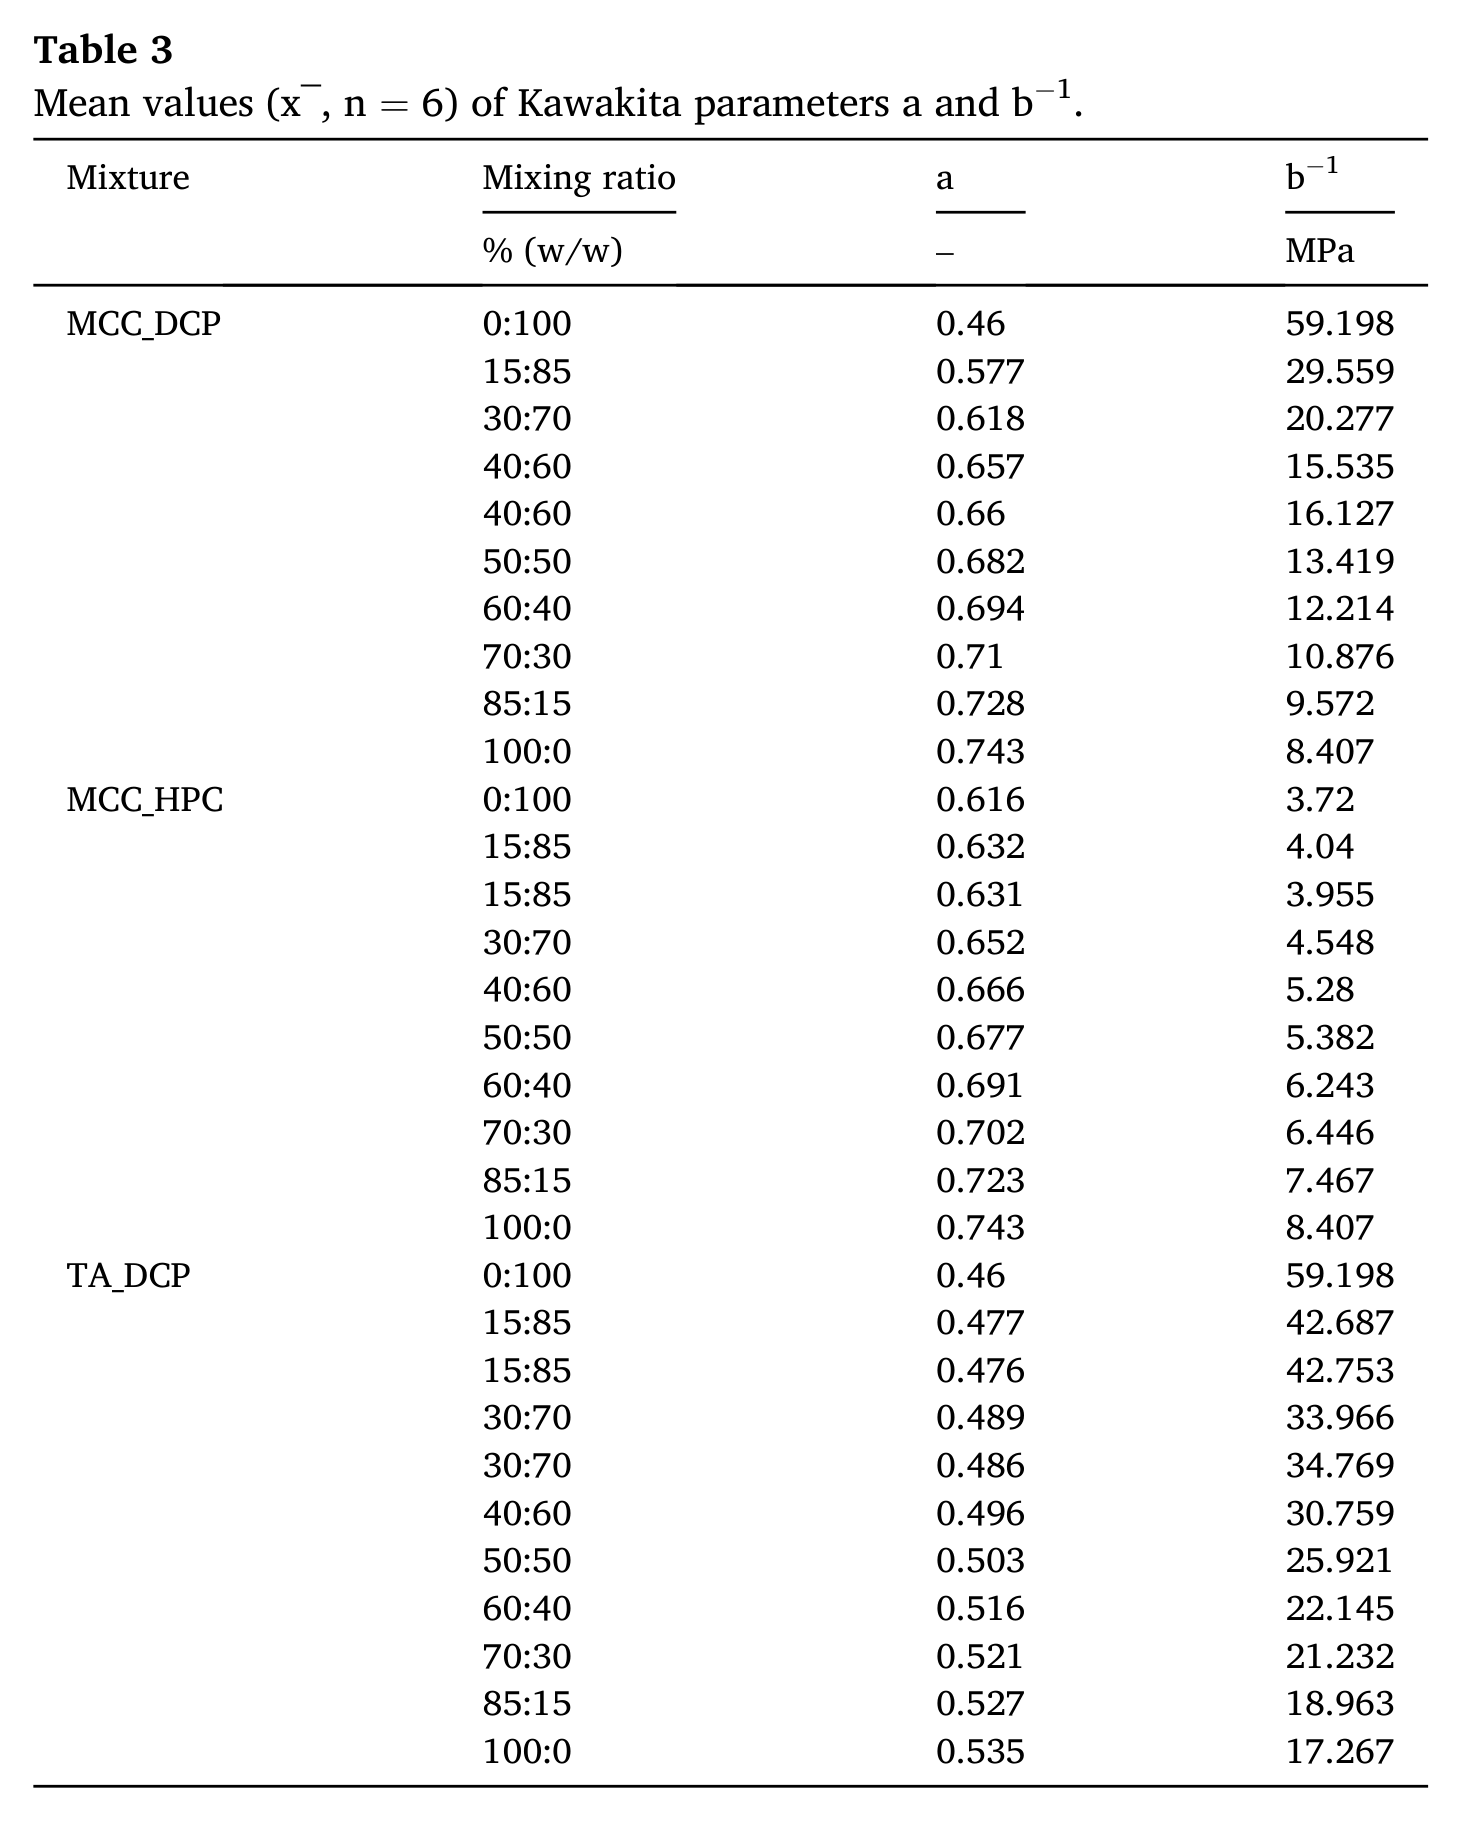 Table 3
Mean values (x¯, n = 6) of Kawakita parameters a and b⁻¹.
Mixture Mixing ratio a b⁻¹
% (w/w) – MPa
MCC_DCP 0:100 0.46 59.198
15:85 0.577 29.559
30:70 0.618 20.277
40:60 0.657 15.535
40:60 0.66 16.127
50:50 0.682 13.419
60:40 0.694 12.214
70:30 0.71 10.876
85:15 0.728 9.572
100:0 0.743 8.407
MCC_HPC 0:100 0.616 3.72
15:85 0.632 4.04
15:85 0.631 3.955
30:70 0.652 4.548
40:60 0.666 5.28
50:50 0.677 5.382
60:40 0.691 6.243
70:30 0.702 6.446
85:15 0.723 7.467
100:0 0.743 8.407
TA_DCP 0:100 0.46 59.198
15:85 0.477 42.687
15:85 0.476 42.753
30:70 0.489 33.966
30:70 0.486 34.769
40:60 0.496 30.759
50:50 0.503 25.921
60:40 0.516 22.145
70:30 0.521 21.232
85:15 0.527 18.963
100:0 0.535 17.267